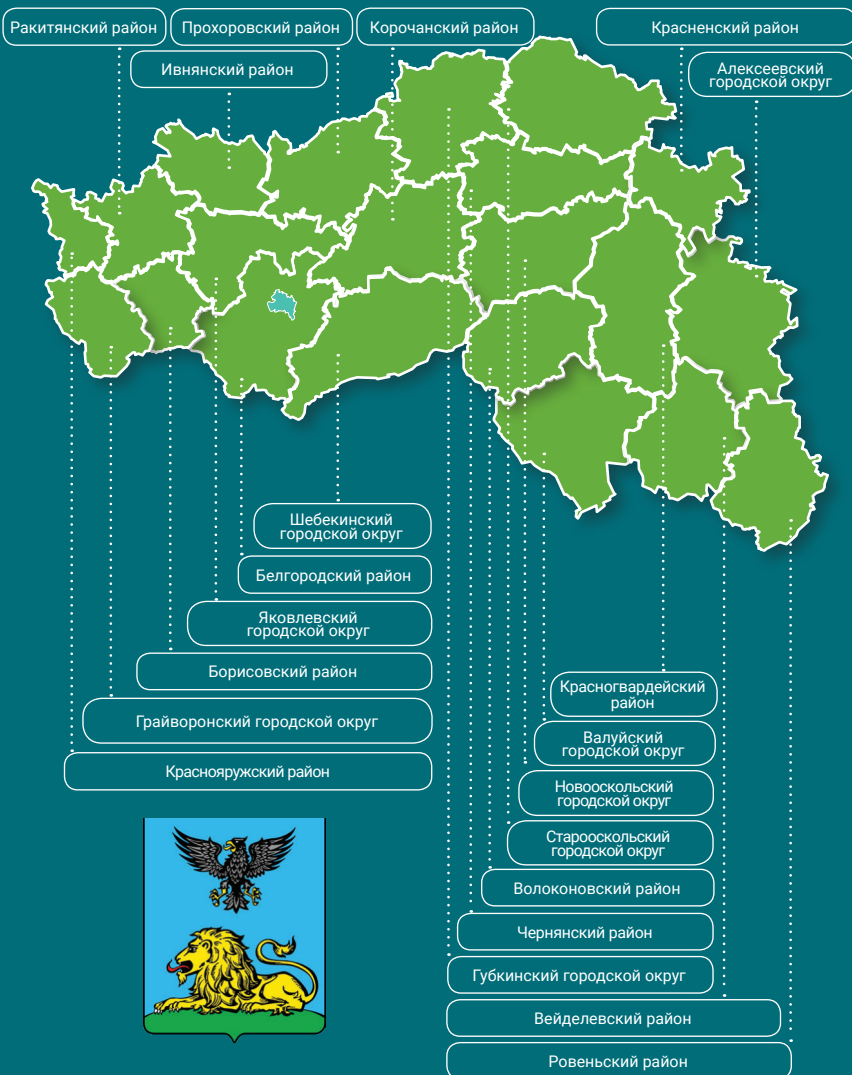 Ракитянский район
Прохоровский район
Корочанский район
Красненский район
Ивнянский район
Алексеевский
городской округ
Шебекинский
городской округ
Белгородский район
Яковлевский
городской округ
Борисовский район
Грайворонский городской округ
Краснояружский район
Красногвардейский
район
Валуйский
городской округ
Новооскольский
городской округ
Старооскольский
городской округ
Волоконовский район
Чернянский район
Губкинский городской округ
Вейделевский район
Ровеньский район